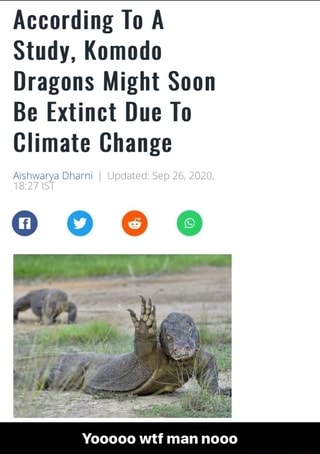 According To A
Study, Komodo
Dragons Might Soon
Be Extinct Due To
Climate Change
Aishwarya Dharni | Updated: Sep 26, 2020,
18:27 IST
Yooooo wtf man nooo